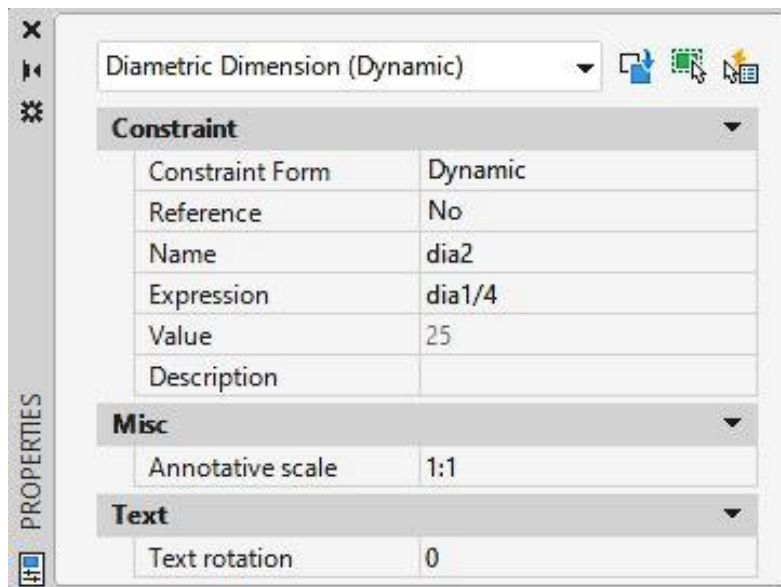 Diametric Dimension (Dynamic)
Constraint
Constraint Form Dynamic
Reference No
Name dia2
Expression dia1/4
Value 25
Description
Misc
Annotative scale 1:1
Text
Text rotation 0
PROPERTIES